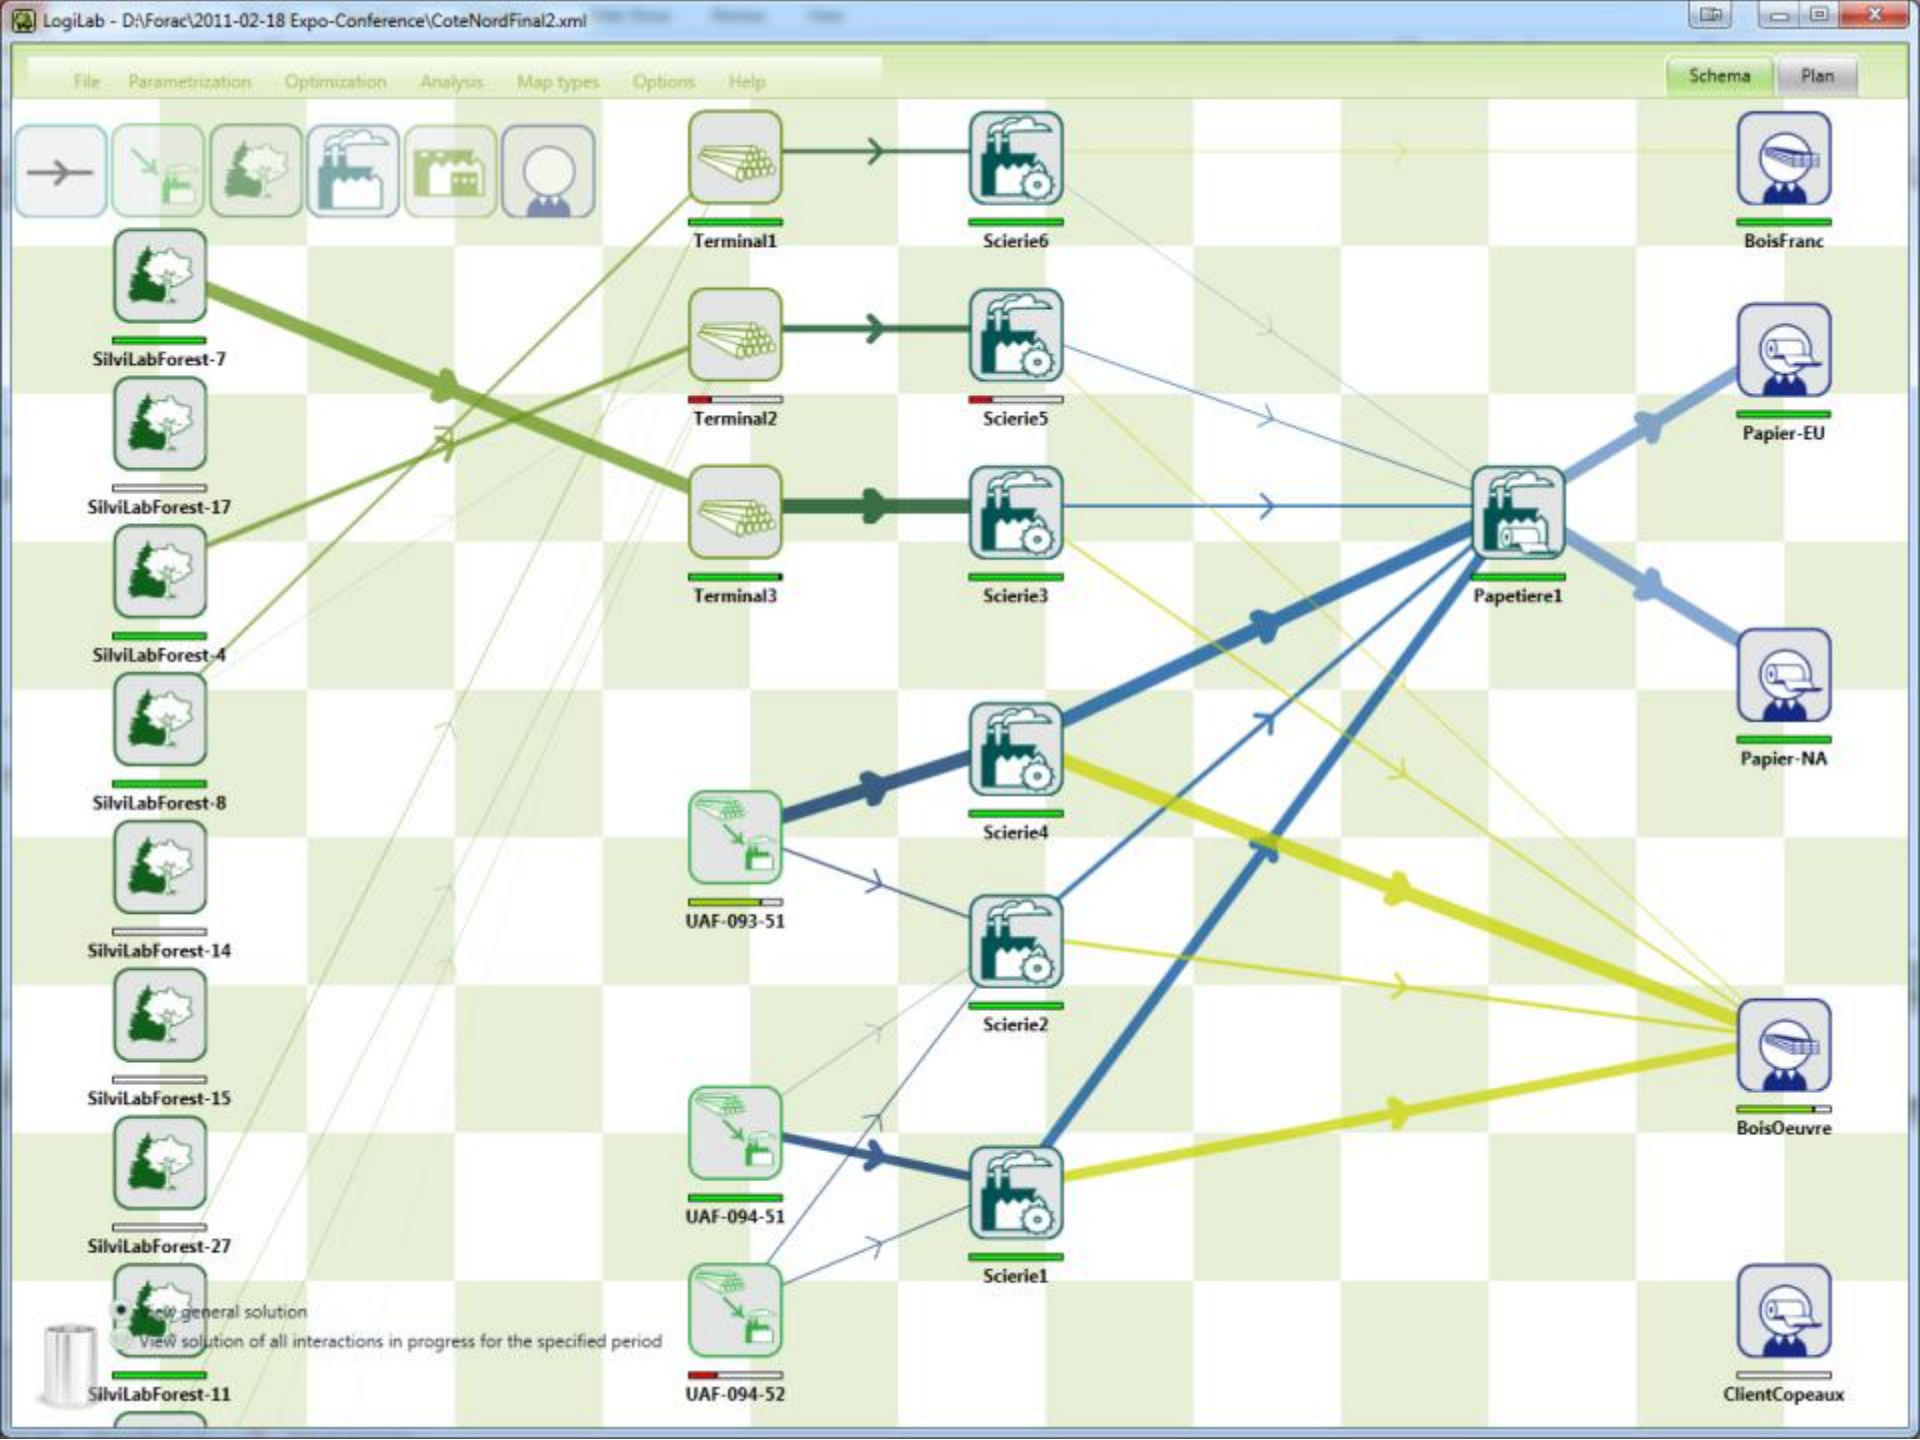 LogiLab - D:\Forac\2011-02-18 Expo-Conference\CoteNordFinal2.xml
File Parametrization Optimization Analysis Map types Options Help
Schema Plan
Terminal1 Scierie6 BoisFranc
SilviLabForest-7
Terminal2 Scierie5 Papier-EU
SilviLabForest-17
Terminal3 Scierie3 Papetiere1
SilviLabForest-4
Papier-NA
SilviLabForest-8
Scierie4
UAF-093-51
SilviLabForest-14
Scierie2
SilviLabForest-15
BoisOeuvre
UAF-094-51
SilviLabForest-27
Scierie1
general solution
View solution of all interactions in progress for the specified period
SilviLabForest-11
UAF-094-52
ClientCopeaux